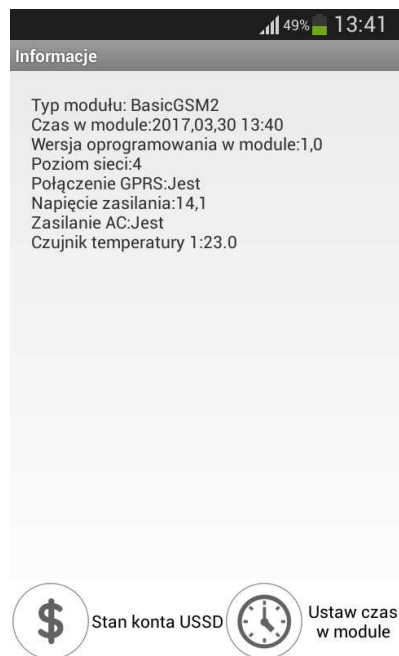 49% 13:41
Informacje
Typ modułu: BasicGSM2
Czas w module:2017,03,30 13:40
Wersja oprogramowania w module:1,0
Poziom sieci:4
Połączenie GPRS:Jest
Napięcie zasilania:14,1
Zasilanie AC:Jest
Czujnik temperatury 1:23.0
Stan konta USSD
Ustaw czas
w module